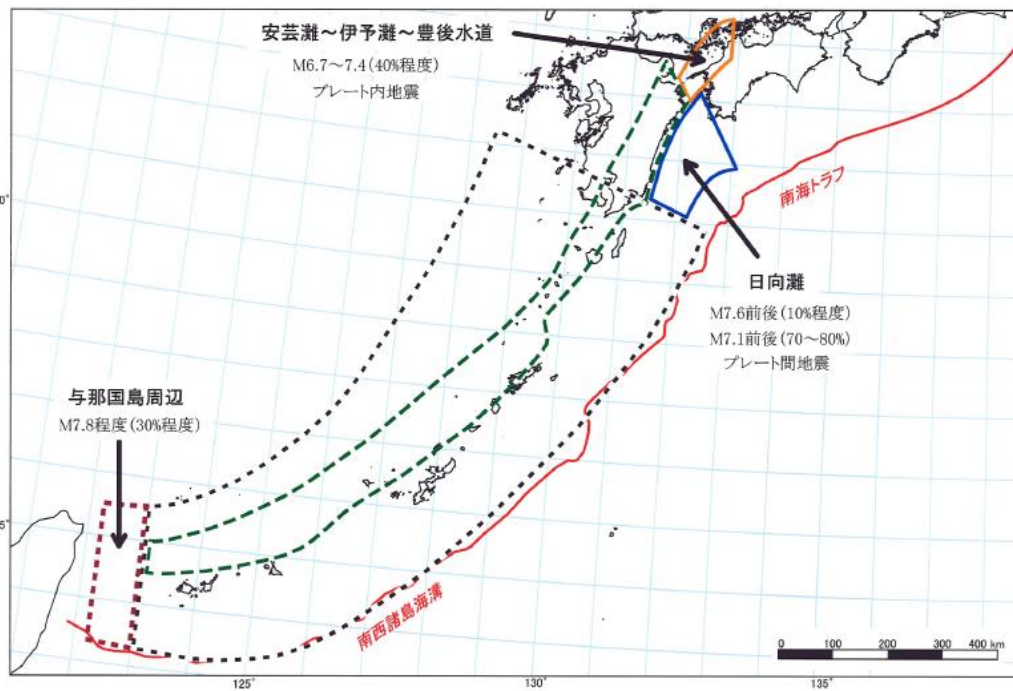 安芸灘～伊予灘～豊後水道
M6.7～7.4(40%程度)
プレート内地震
南海トラフ
0°
日向灘
M7.6前後(10%程度)
M7.1前後(70～80%)
プレート間地震
与那国島周辺
M7.8程度(30%程度)
5°
南西諸島海溝
0 100 200 300 400 km
125°
130°
135°